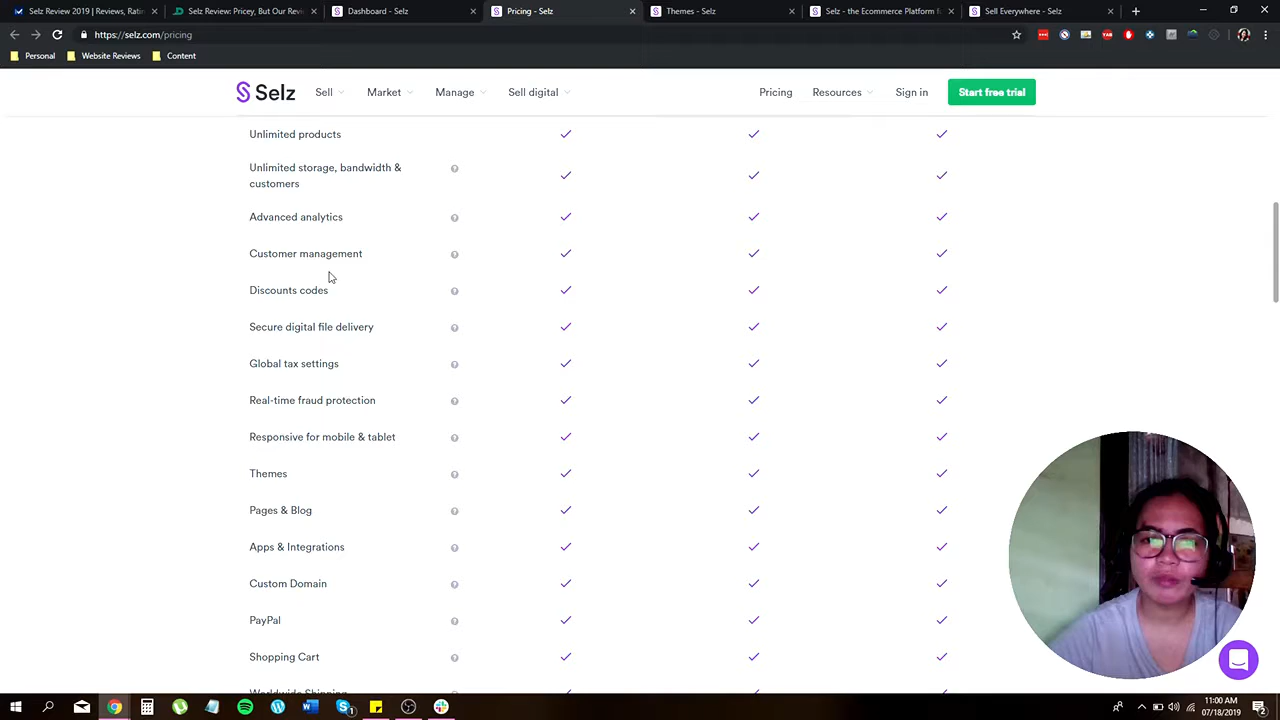 Selz Review 2019 | Reviews, Ratin
Selz Review: Pricey, But Our Revie
Dashboard - Selz
Pricing - Selz
Themes - Selz
Selz - the Ecommerce Platform f
Sell Everywhere - Selz
https://selz.com/pricing
Personal
Website Reviews
Content
Selz
Sell
Market
Manage
Sell digital
Pricing
Resources
Sign in
Start free trial
Unlimited products
Unlimited storage, bandwidth &
customers
Advanced analytics
Customer management
Discounts codes
Secure digital file delivery
Global tax settings
Real-time fraud protection
Responsive for mobile & tablet
Themes
Pages & Blog
Apps & Integrations
Custom Domain
PayPal
Shopping Cart
Worldwide Shipping
11:00 AM
07/18/2019